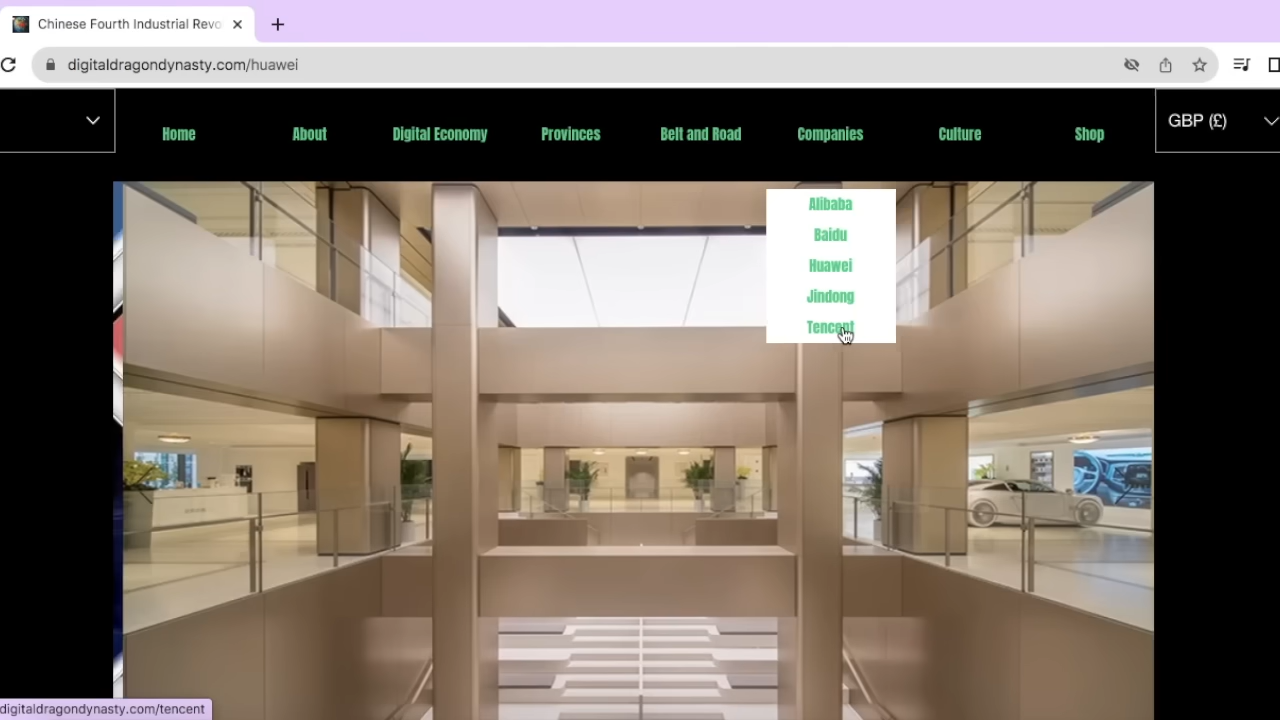 Chinese Fourth Industrial Revo
digitaldragondynasty.com/huawei
Home About Digital Economy Provinces Belt and Road Companies Culture Shop
GBP (£)
Alibaba
Baidu
Huawei
Jindong
Tencent
digitaldragondynasty.com/tencent